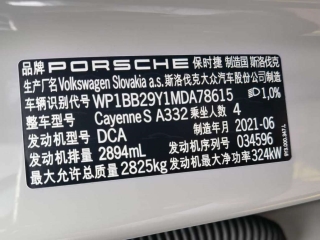 品牌 PORSCHE 保时捷 制造国 斯洛伐克
生产厂名 Volkswagen Slovakia a.s. 斯洛伐克大众汽车股份公司
车辆识别代号 WP1BB29Y1MDA78615 1,0%
整车型号 Cayenne S A332 乘坐人数 4
发动机型号 DCA 制造年月 2021-06
发动机排量 2894mL 发动机序列号 034596
最大允许总质量 2825kg 发动机最大净功率 324kW